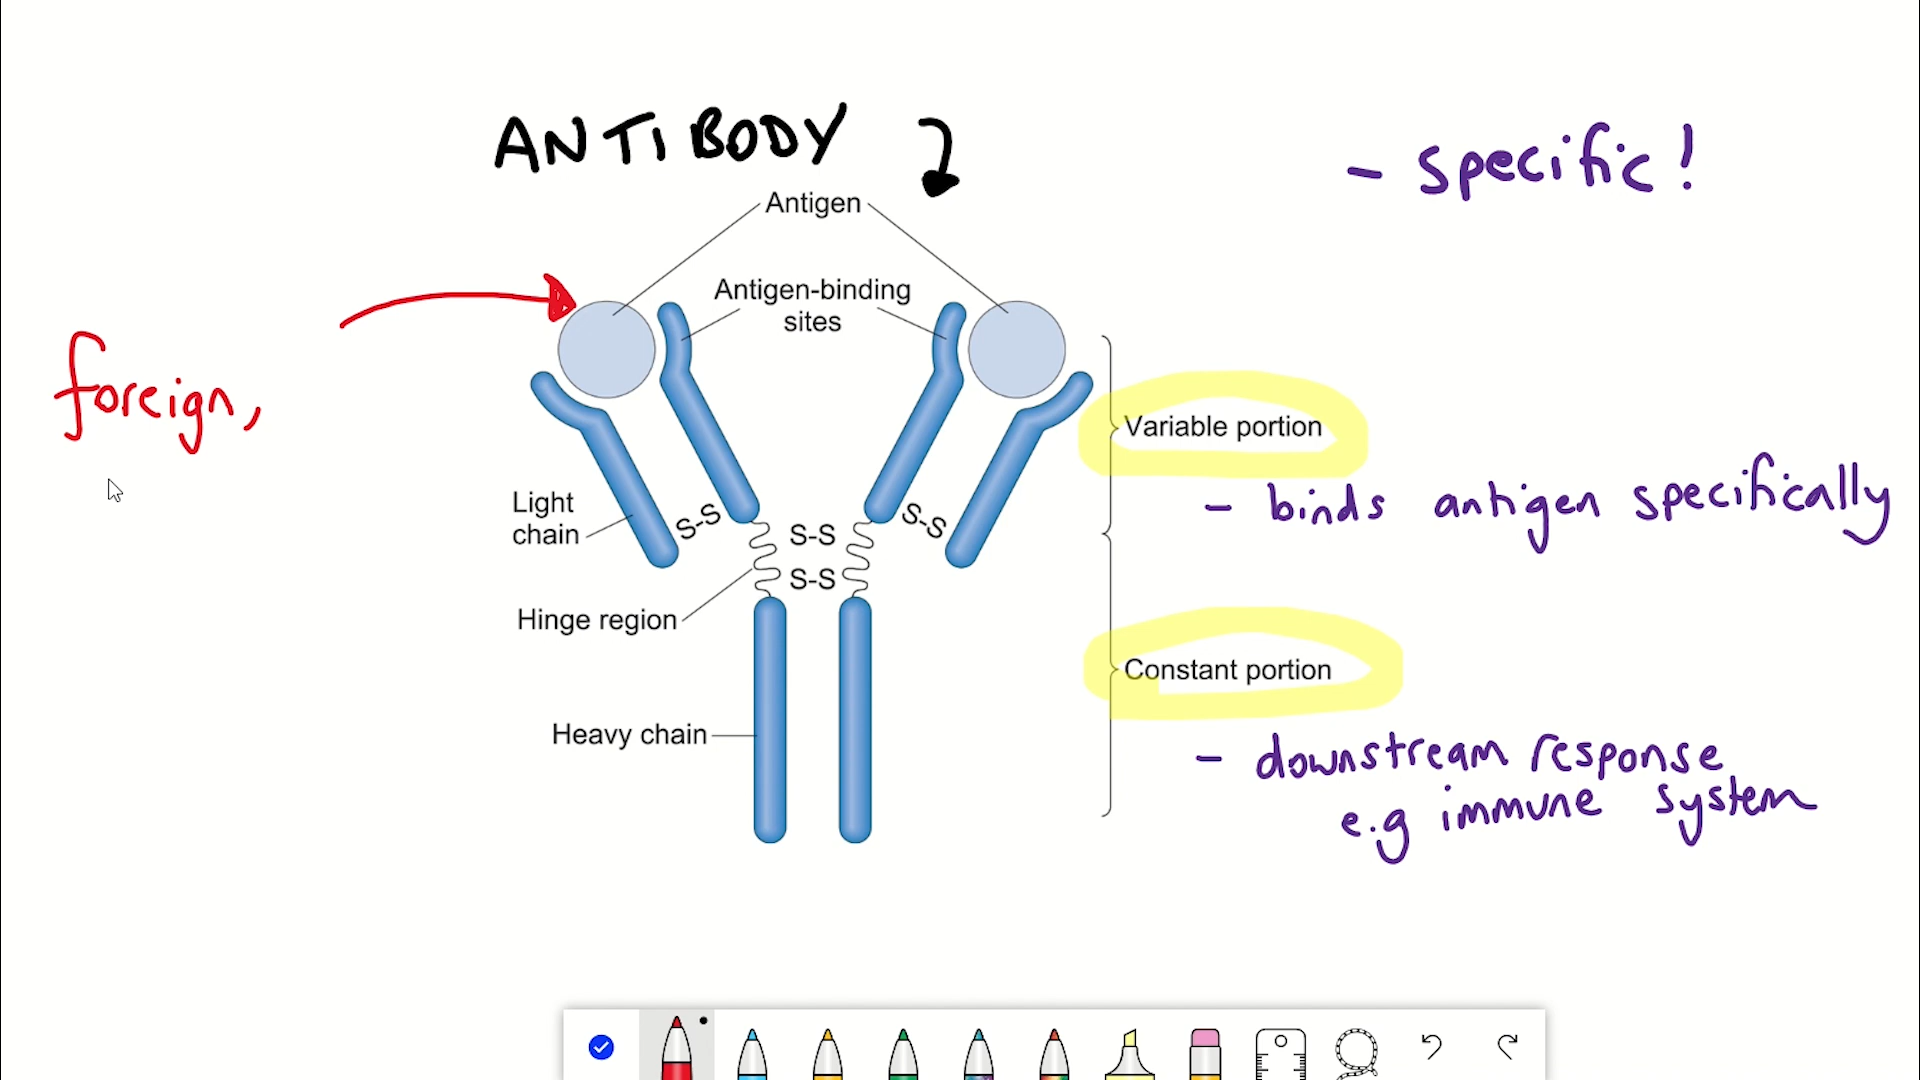 ANTIBODY
- specific!
Antigen
Antigen-binding
sites
foreign,
Variable portion
- binds antigen specifically
Light
chain
S-S
S-S
S-S
S-S
Hinge region
Constant portion
Heavy chain
- downstream response
e.g immune system